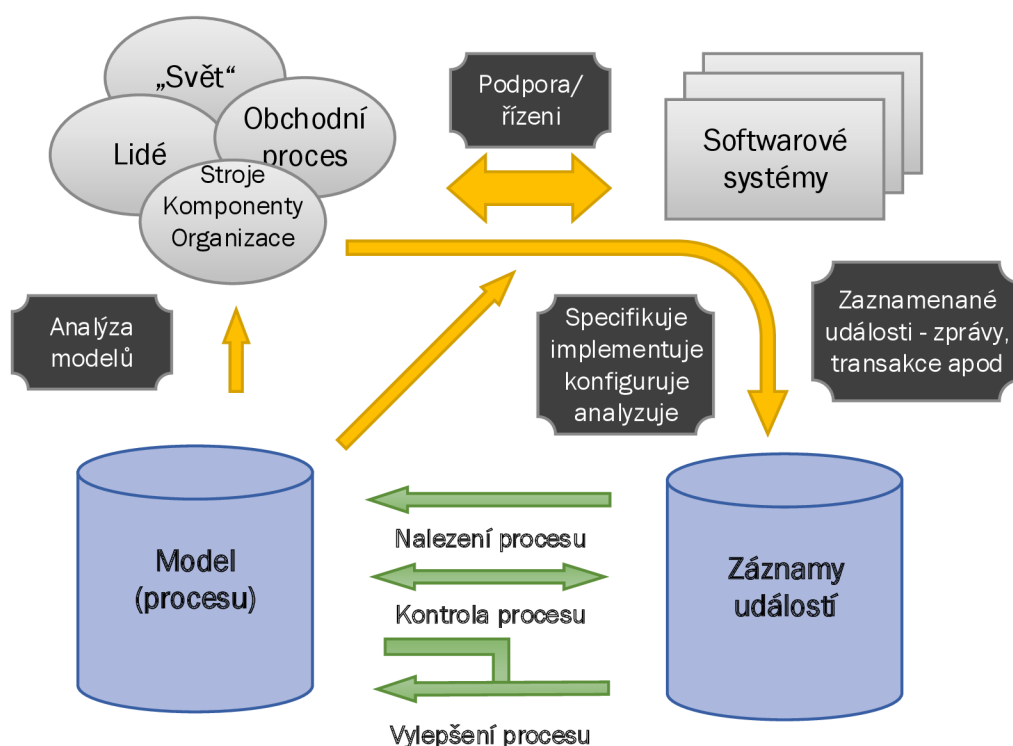 „Svět“
Lidé
Obchodní
proces
Stroje
Komponenty
Organizace
Podpora/
řízeni
Softwarové
systémy
Analýza
modelů
Specifikuje
implementuje
konfiguruje
analyzuje
Zaznamenané
události - zprávy,
transakce apod
Model
(procesu)
Nalezení procesu
Kontrola procesu
Vylepšení procesu
Záznamy
událostí